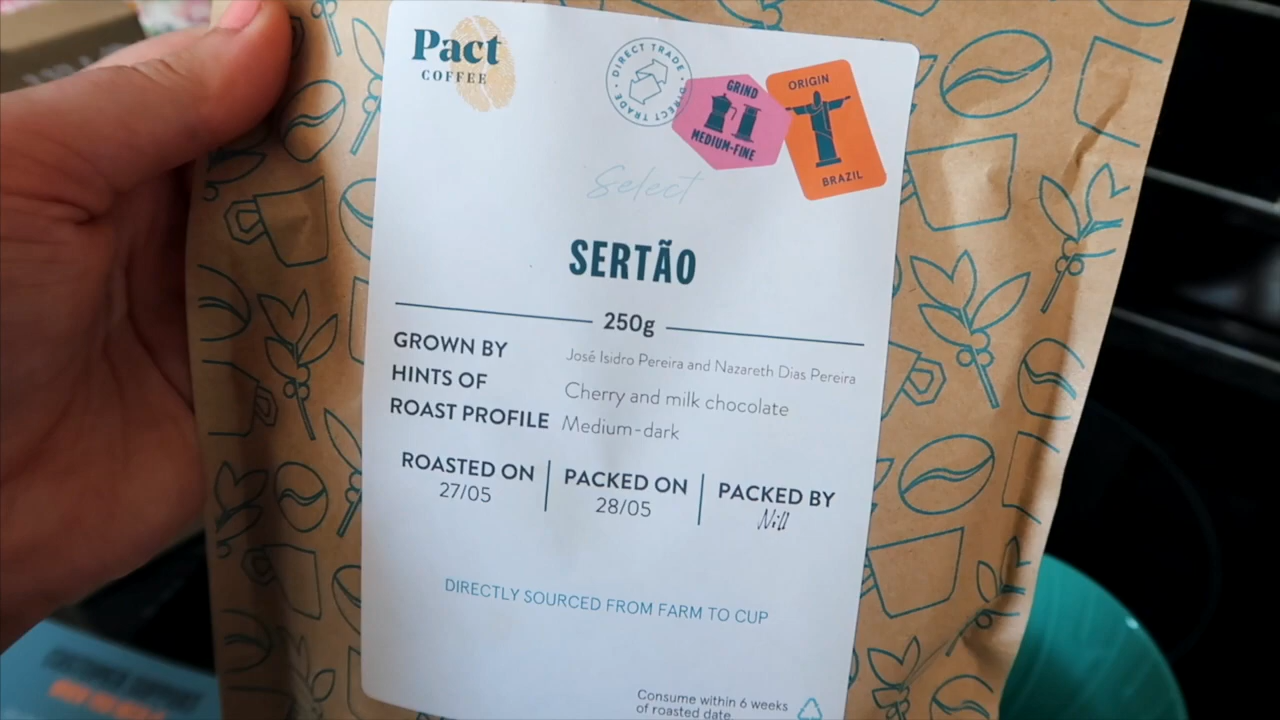 Pact
COFFEE
DIRECT TRADE · DIRECT TRADE ·
GRIND
MEDIUM-FINE
ORIGIN
BRAZIL
Select
SERTÃO
250g
GROWN BY José Isidro Pereira and Nazareth Dias Pereira
HINTS OF Cherry and milk chocolate
ROAST PROFILE Medium-dark
ROASTED ON PACKED ON PACKED BY
27/05 28/05 Nill
DIRECTLY SOURCED FROM FARM TO CUP
Consume within 6 weeks
of roasted date